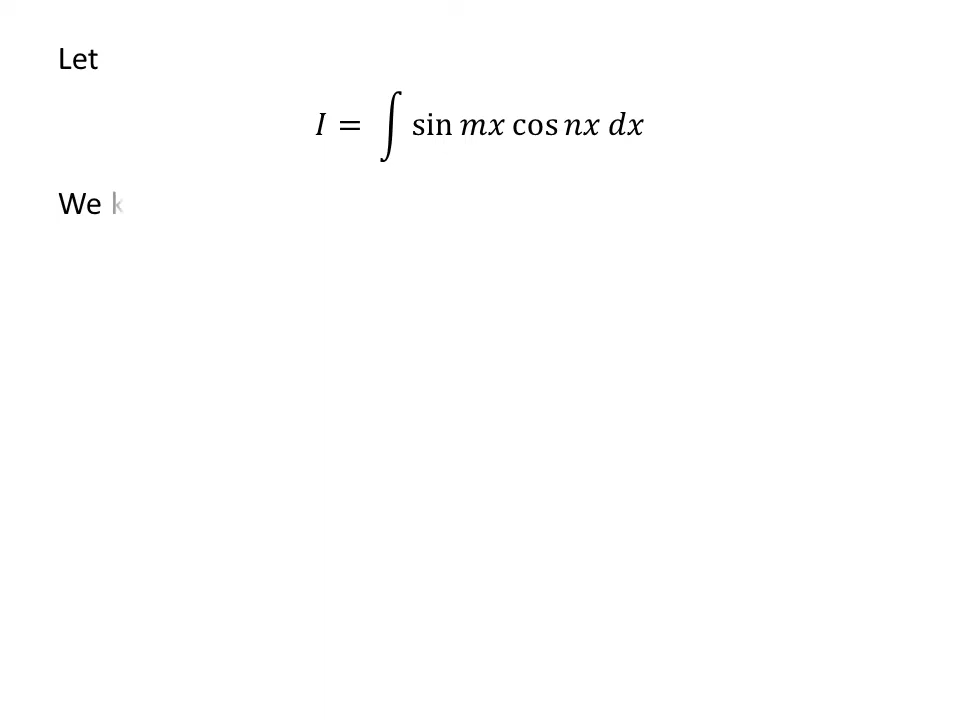 Let
I = ∫ sin mx cos nx dx
We k